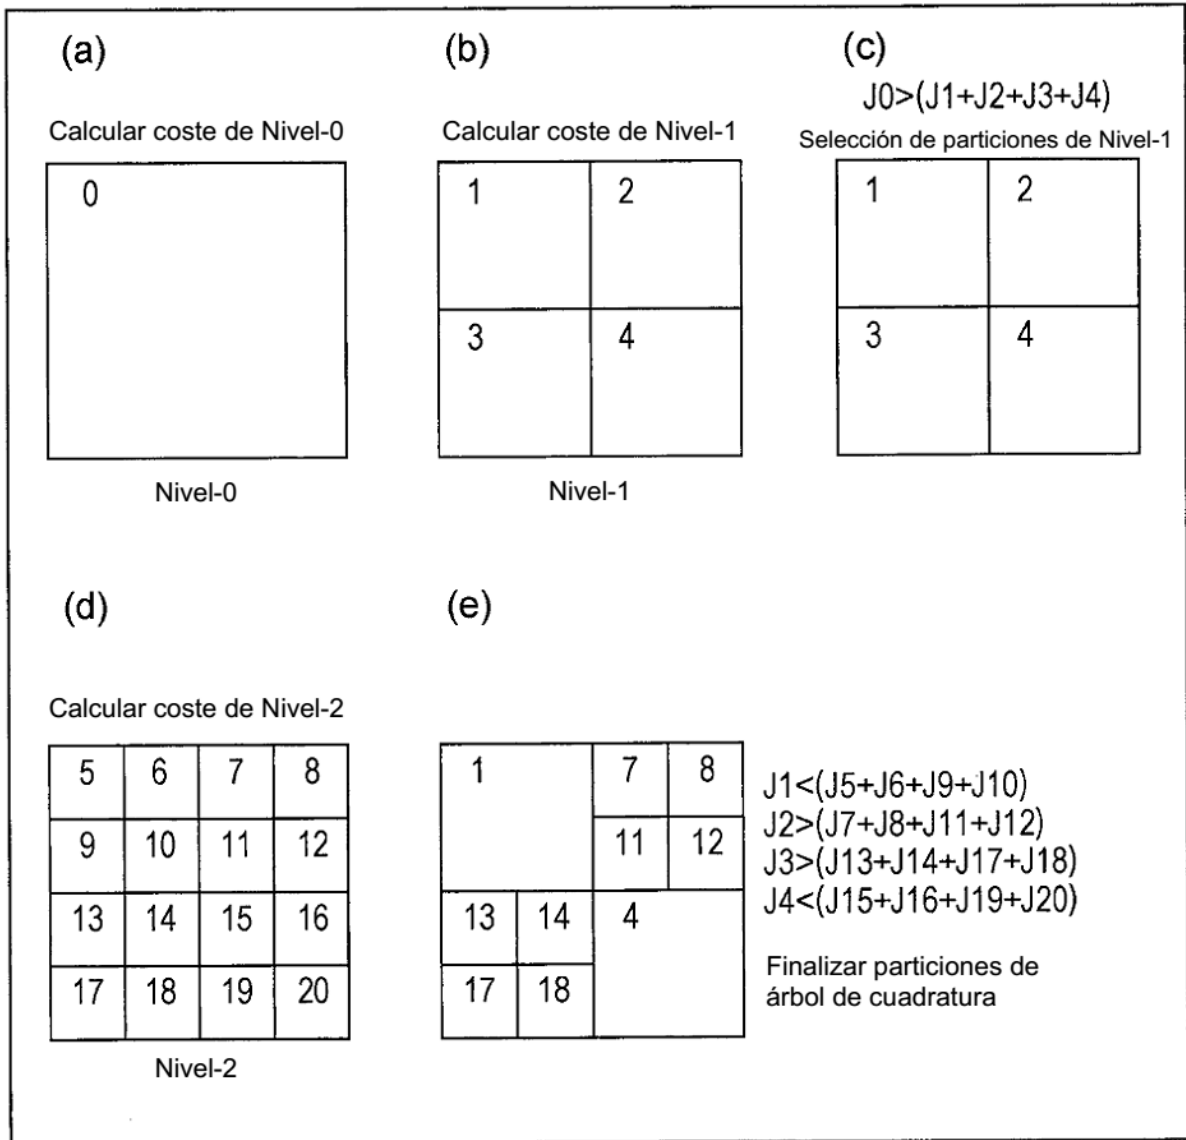 (a)
Calcular coste de Nivel-0
0
Nivel-0
(b)
Calcular coste de Nivel-1
1 2
3 4
Nivel-1
(c)
J0>(J1+J2+J3+J4)
Selección de particiones de Nivel-1
1 2
3 4
(d)
Calcular coste de Nivel-2
5 6 7 8
9 10 11 12
13 14 15 16
17 18 19 20
Nivel-2
(e)
1 7 8
11 12
13 14 4
17 18
J1<(J5+J6+J9+J10)
J2>(J7+J8+J11+J12)
J3>(J13+J14+J17+J18)
J4<(J15+J16+J19+J20)
Finalizar particiones de
árbol de cuadratura